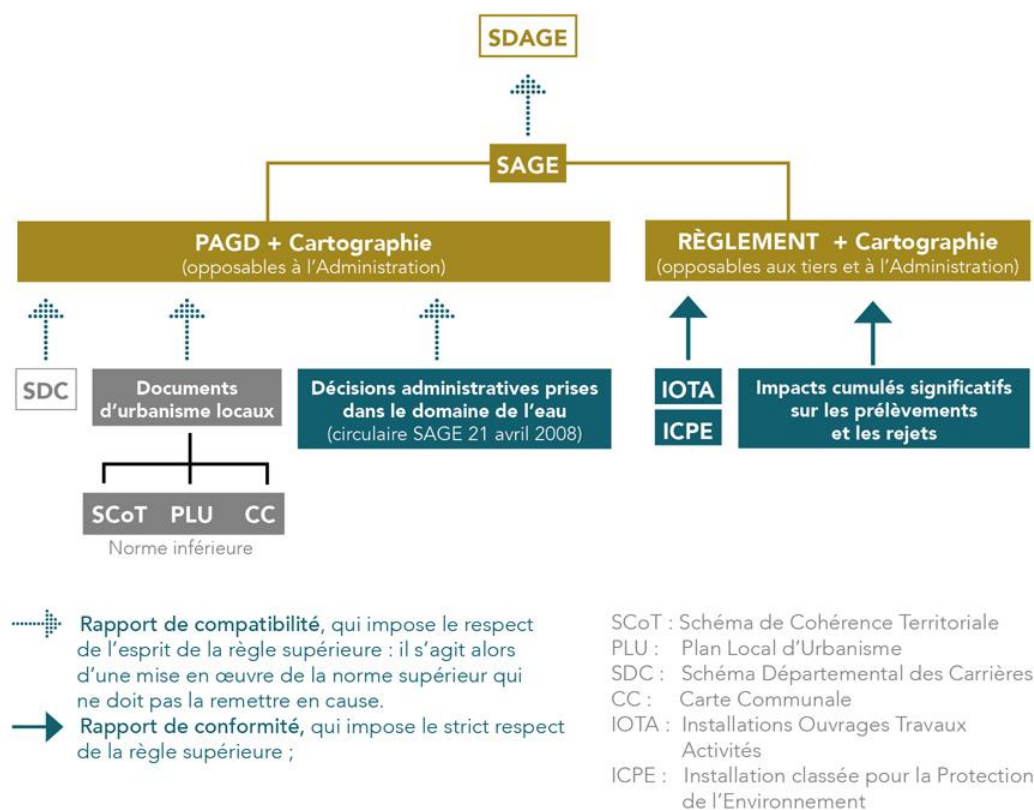 SDAGE
SAGE
PAGD + Cartographie
(opposables à l'Administration)
RÈGLEMENT + Cartographie
(opposables aux tiers et à l'Administration)
SDC
Documents
d'urbanisme locaux
Décisions administratives prises
dans le domaine de l'eau
(circulaire SAGE 21 avril 2008)
IOTA
ICPE
Impacts cumulés significatifs
sur les prélèvements
et les rejets
SCoT PLU CC
Norme inférieure
Rapport de compatibilité, qui impose le respect
de l'esprit de la règle supérieure : il s'agit alors
d'une mise en œuvre de la norme supérieur qui
ne doit pas la remettre en cause.
Rapport de conformité, qui impose le strict respect
de la règle supérieure ;
SCoT : Schéma de Cohérence Territoriale
PLU : Plan Local d'Urbanisme
SDC : Schéma Départemental des Carrières
CC : Carte Communale
IOTA : Installations Ouvrages Travaux
Activités
ICPE : Installation classée pour la Protection
de l'Environnement